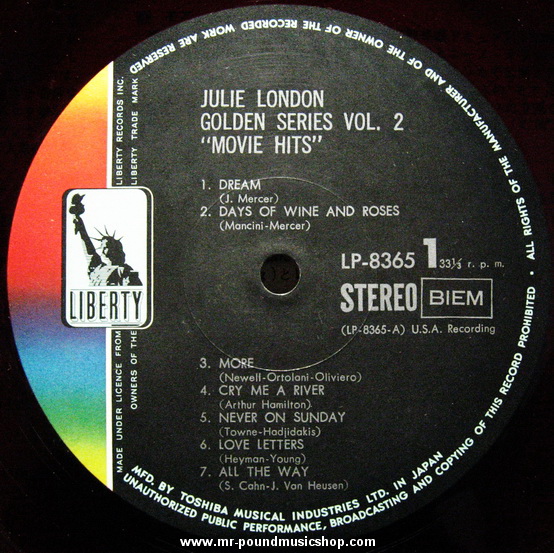 ALL RIGHTS OF THE MANUFACTURER AND OF THE OWNER OF THE RECORDED WORK ARE RESERVED
JULIE LONDON
GOLDEN SERIES VOL. 2
"MOVIE HITS"
1. DREAM
(J. Mercer)
2. DAYS OF WINE AND ROSES
(Mancini-Mercer)
LP-8365 1 33⅓ r. p. m.
STEREO BIEM
(LP-8365-A) U.S.A. Recording
LIBERTY
3. MORE
(Newell-Ortolani-Oliviero)
4. CRY ME A RIVER
(Arthur Hamilton)
5. NEVER ON SUNDAY
(Towne-Hadjidakis)
6. LOVE LETTERS
(Heyman-Young)
7. ALL THE WAY
(S. Cahn-J. Van Heusen)
MADE UNDER LICENCE FROM LIBERTY RECORDS INC.
OWNERS OF THE LIBERTY TRADE MARK
MFD. BY TOSHIBA MUSICAL INDUSTRIES LTD. IN JAPAN
UNAUTHORIZED PUBLIC PERFORMANCE, BROADCASTING AND COPYING OF THIS RECORD PROHIBITED •
www.mr-poundmusicshop.com